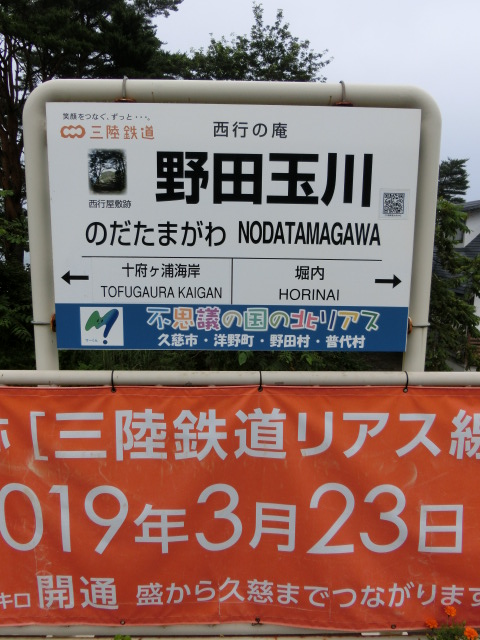 笑顔をつなぐ、ずっと・・・。
三陸鉄道
西行の庵
野田玉川
西行屋敷跡
のだたまがわ NODATAMAGAWA
十府ヶ浦海岸 堀内
TOFUGAURA KAIGAN HORINAI
不思議の国の北リアス
久慈市・洋野町・野田村・普代村
[三陸鉄道リアス線
2019年3月23日
キロ 開通 盛から久慈までつながります